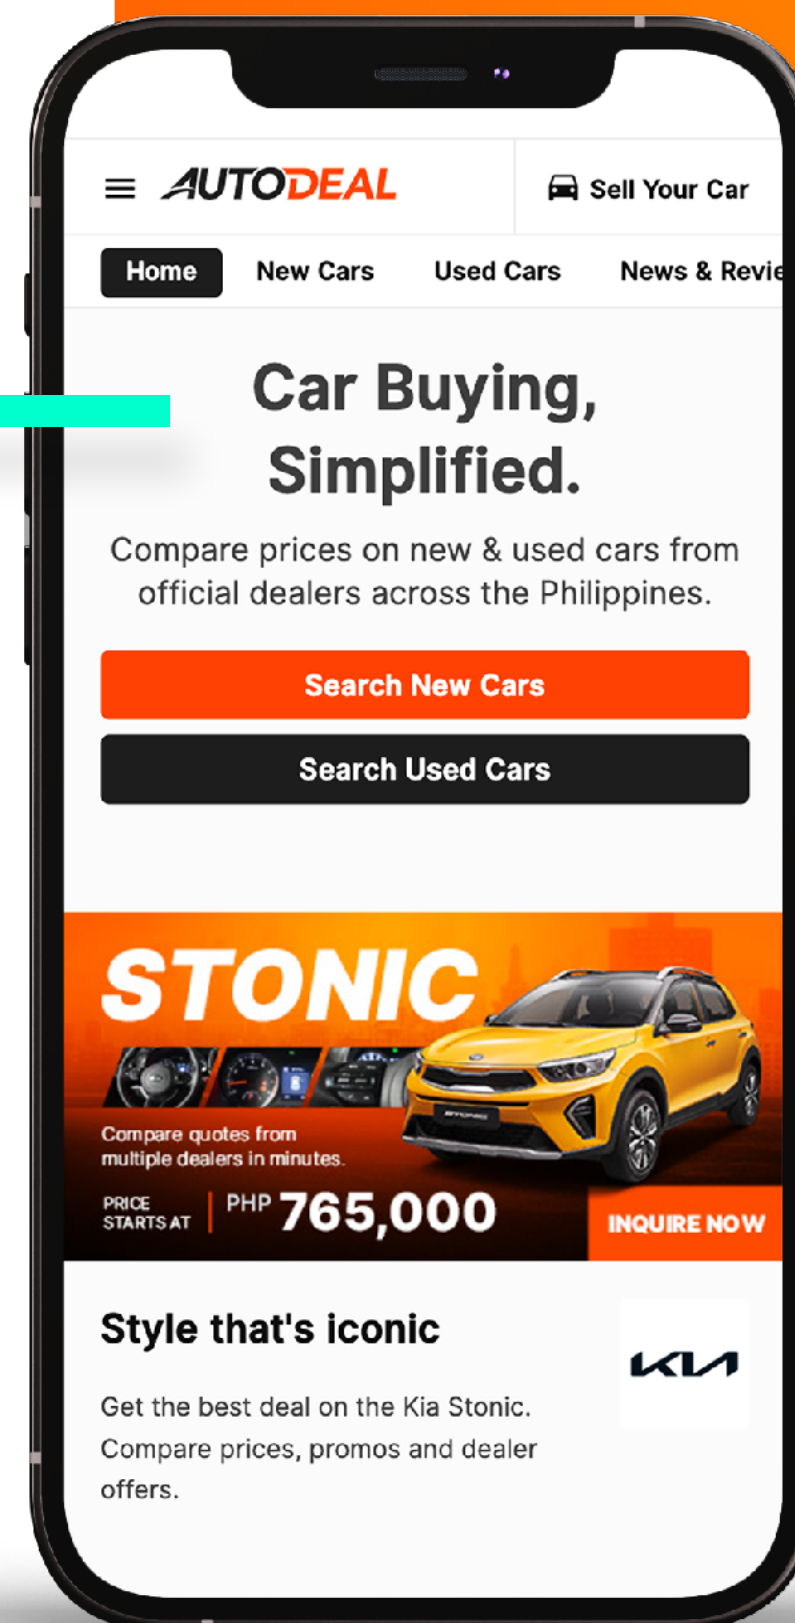 AUTODEAL
Sell Your Car
Home New Cars Used Cars News & Revie
Car Buying,
Simplified.
Compare prices on new & used cars from
official dealers across the Philippines.
Search New Cars
Search Used Cars
STONIC
STONIC
Compare quotes from
multiple dealers in minutes.
PRICE
STARTS AT
PHP 765,000
INQUIRE NOW
Style that's iconic
KIA
Get the best deal on the Kia Stonic.
Compare prices, promos and dealer
offers.